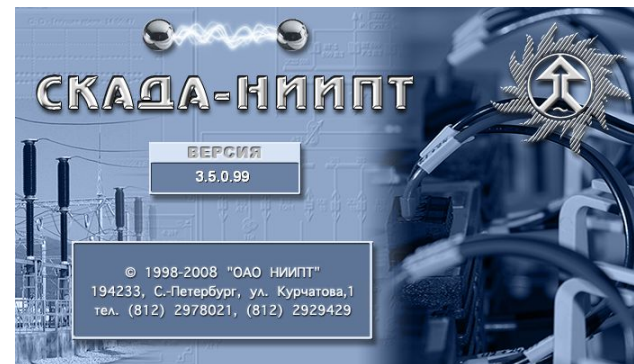 СКАДА-НИИПТ
ВЕРСИЯ
3.5.0.99
© 1998-2008 "ОАО НИИПТ"
194233, С.-Петербург, ул. Курчатова,1
тел. (812) 2978021, (812) 2929429